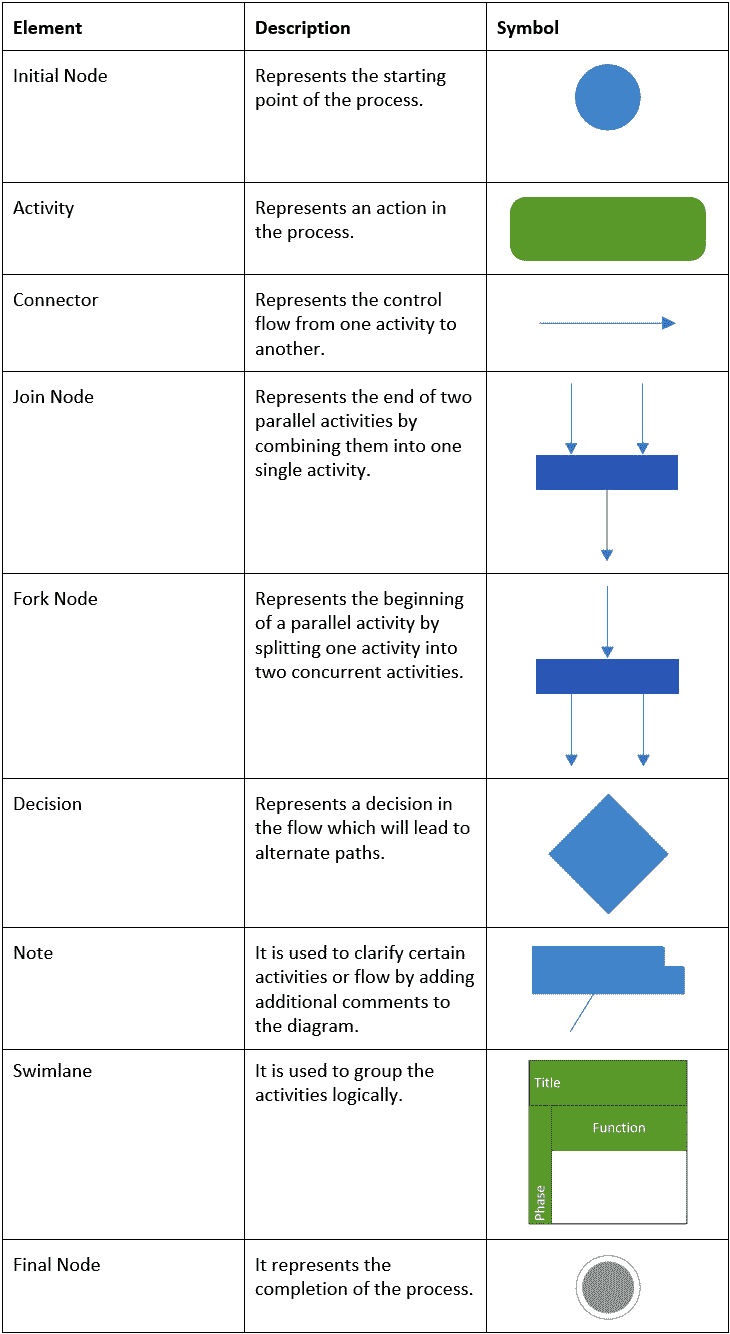 Element Description Symbol
Initial Node
Represents the starting
point of the process.
Activity
Represents an action in
the process.
Connector
Represents the control
flow from one activity to
another.
Join Node
Represents the end of two
parallel activities by
combining them into one
single activity.
Fork Node
Represents the beginning
of a parallel activity by
splitting one activity into
two concurrent activities.
Decision
Represents a decision in
the flow which will lead to
alternate paths.
Note
It is used to clarify certain
activities or flow by adding
additional comments to
the diagram.
Swimlane
It is used to group the
activities logically.
Title
Function
Phase
Final Node
It represents the
completion of the process.